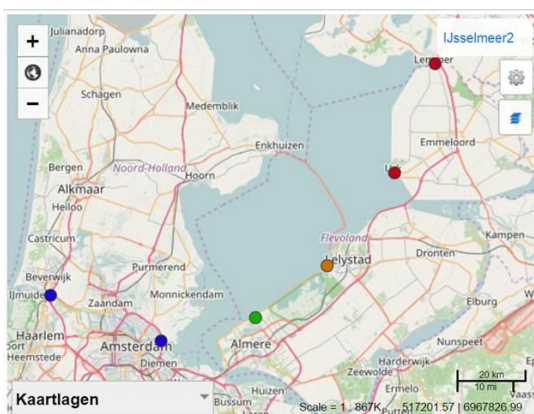 Julianadorp
Anna Paulowna
IJsselmeer2
Schagen
Medemblik
Enkhuizen
Emmeloord
Bergen
Noord-Holland
Hoorn
Alkmaar
Heiloo
Castricum
Flevoland
Lelystad
Kampen
Dronten
Beverwijk
Purmerend
IJmuide
Zaandam
Monnickendam
Elburg
Haarlem
Amsterdam
Almere
Nunspeet
Heemstede
Diemen
Harderwijk
Zeewolde
Ermelo
Huizen
Bussum
20 km
10 mi
Kaartlagen
Scale = 1 : 867K
517201.57 | 6967826.99